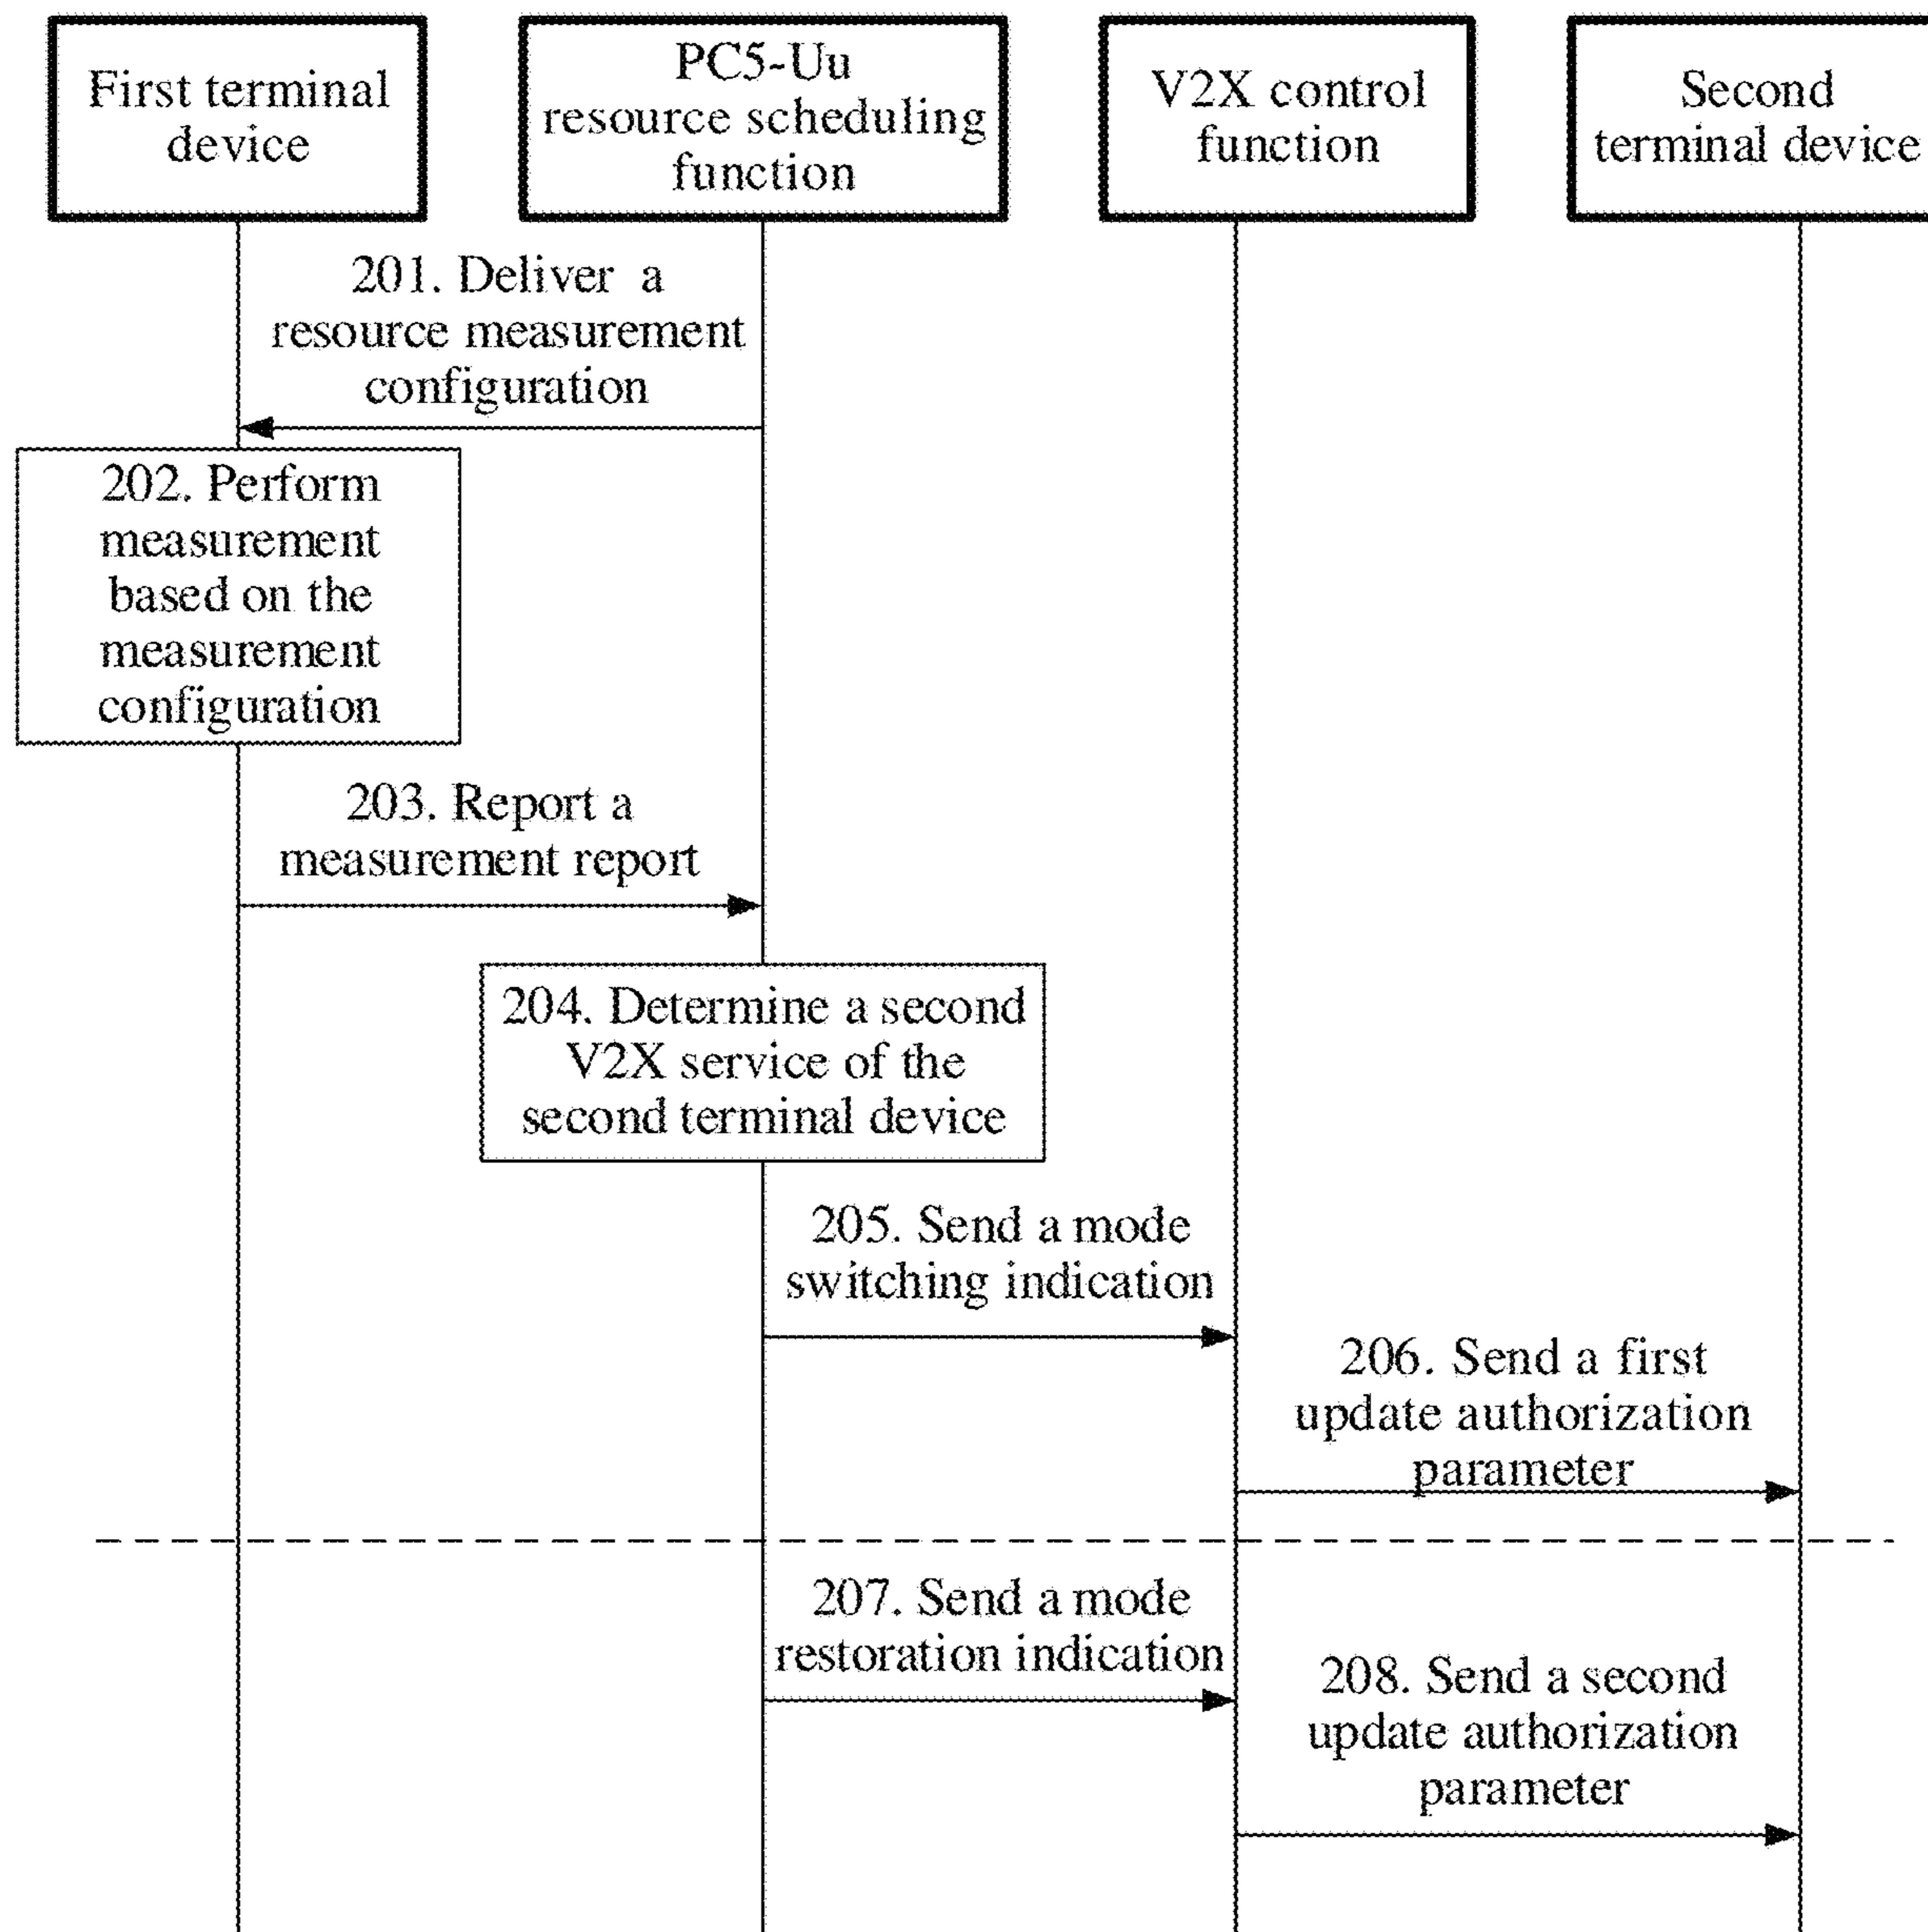 First terminal
device
PC5-Uu
resource scheduling
function
V2X control
function
Second
terminal device
201. Deliver a
resource measurement
configuration
202. Perform
measurement
based on the
measurement
configuration
203. Report a
measurement report
204. Determine a second
V2X service of the
second terminal device
205. Send a mode
switching indication
206. Send a first
update authorization
parameter
207. Send a mode
restoration indication
208. Send a second
update authorization
parameter